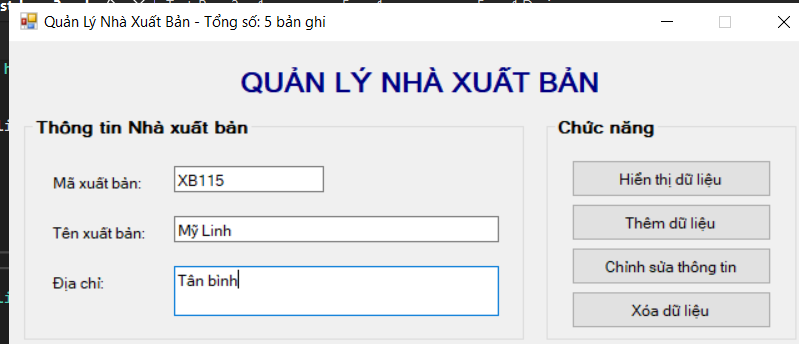 Quản Lý Nhà Xuất Bản - Tổng số: 5 bản ghi
QUẢN LÝ NHÀ XUẤT BẢN
Thông tin Nhà xuất bản
Mã xuất bản: XB115
Tên xuất bản: Mỹ Linh
Địa chỉ: Tân bình
Chức năng
Hiển thị dữ liệu
Thêm dữ liệu
Chỉnh sửa thông tin
Xóa dữ liệu